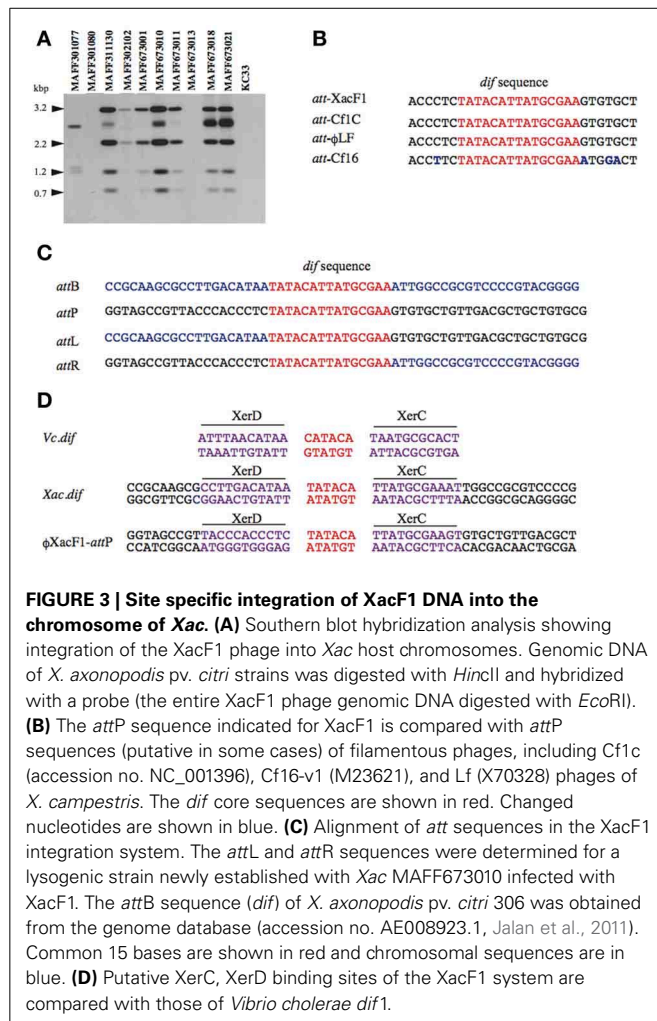 A
MAFF301077
MAFF301080
MAFF311130
MAFF302102
MAFF673001
MAFF673010
MAFF673011
MAFF673013
MAFF673018
MAFF673021
KC33
kbp
3.2
2.2
1.2
0.7
B
dif sequence
att-XacF1 ACCCTCTATACATTATGCGAAGTGTGCT
att-Cf1C ACCCTCTATACATTATGCGAAGTGTGCT
att-ϕLF ACCCTCTATACATTATGCGAAGTGTGCT
att-Cf16 ACCTTCTATACATTATGCGAAATGGACT
C
dif sequence
attB CCGCAAGCGCCTTGACATAATATACATTATGCGAAATTGGCCGCGTCCCCGTACGGGG
attP GGTAGCCGTTACCCACCCTCTATACATTATGCGAAGTGTGCTGTTGACGCTGCTGTGCG
attL CCGCAAGCGCCTTGACATAATATACATTATGCGAAGTGTGCTGTTGACGCTGCTGTGCG
attR GGTAGCCGTTACCCACCCTCTATACATTATGCGAAATTGGCCGCGTCCCCGTACGGGG
D
XerD XerC
Vc.dif ATTTAACATAA CATACA TAATGCGCACT
TAAATTGTATT GTATGT ATTACGCGTGA
XerD XerC
Xac.dif CCGCAAGCGCCTTGACATAA TATACA TTATGCGAAATTGGCCGCGTCCCCG
GGCGTTCGCGGAACTGTATT ATATGT AATACGCTTTAACCGGCGCAGGGGC
XerD XerC
ϕXacF1-attP GGTAGCCGTTACCCACCCTC TATACA TTATGCGAAGTGTGCTGTTGACGCT
CCATCGGCAATGGGTGGGAG ATATGT AATACGCTTCACACGACAACTGCGA
FIGURE 3 | Site specific integration of XacF1 DNA into the
chromosome of Xac. (A) Southern blot hybridization analysis showing
integration of the XacF1 phage into Xac host chromosomes. Genomic DNA
of X. axonopodis pv. citri strains was digested with HincII and hybridized
with a probe (the entire XacF1 phage genomic DNA digested with EcoRI).
(B) The attP sequence indicated for XacF1 is compared with attP
sequences (putative in some cases) of filamentous phages, including Cf1c
(accession no. NC_001396), Cf16-v1 (M23621), and Lf (X70328) phages of
X. campestris. The dif core sequences are shown in red. Changed
nucleotides are shown in blue. (C) Alignment of att sequences in the XacF1
integration system. The attL and attR sequences were determined for a
lysogenic strain newly established with Xac MAFF673010 infected with
XacF1. The attB sequence (dif) of X. axonopodis pv. citri 306 was obtained
from the genome database (accession no. AE008923.1, Jalan et al., 2011).
Common 15 bases are shown in red and chromosomal sequences are in
blue. (D) Putative XerC, XerD binding sites of the XacF1 system are
compared with those of Vibrio cholerae dif1.